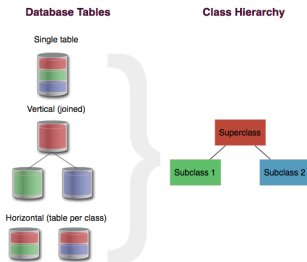 Database Tables
Class Hierarchy
Single table
Vertical (joined)
Superclass
Subclass 1
Subclass 2
Horizontal (table per class)